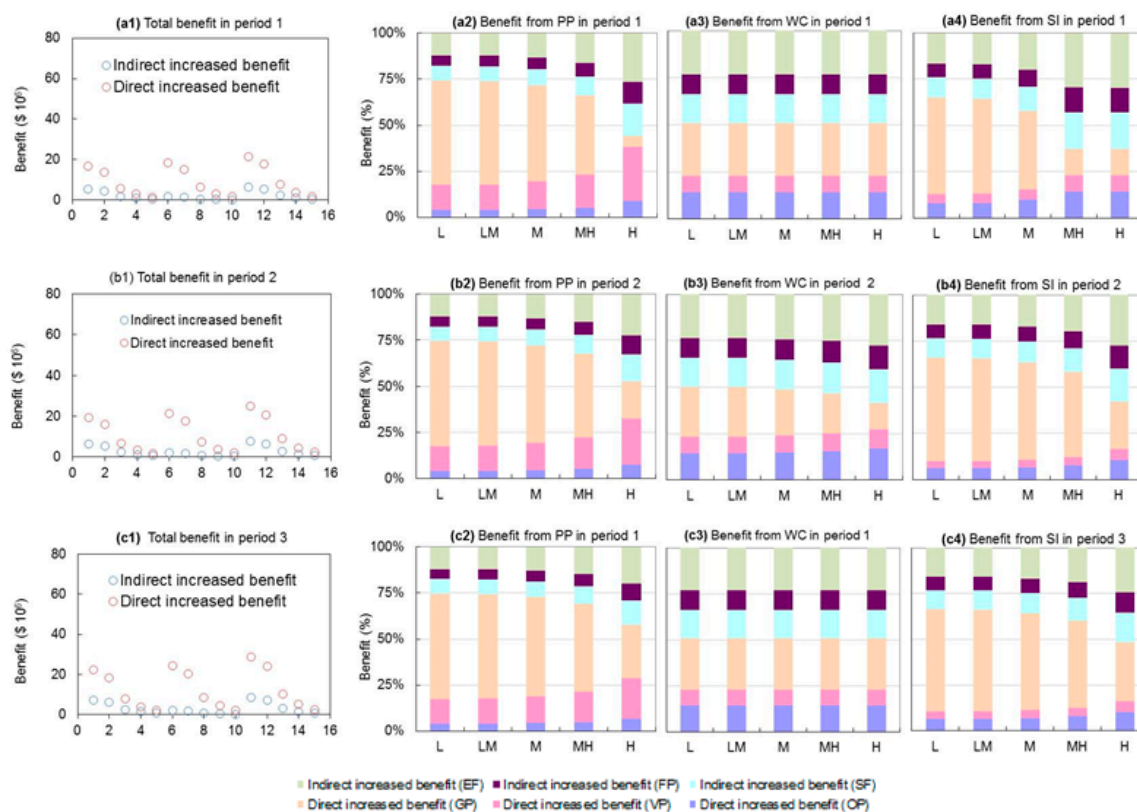 (a1) Total benefit in period 1
Benefit ($ 10⁶)
80
60
40
20
0
0 2 4 6 8 10 12 14 16
Indirect increased benefit
Direct increased benefit
(a2) Benefit from PP in period 1
Benefit (%)
100%
75%
50%
25%
0%
L LM M MH H
(a3) Benefit from WC in period 1
L LM M MH H
(a4) Benefit from SI in period 1
L LM M MH H
(b1) Total benefit in period 2
Benefit ($ 10⁶)
80
60
40
20
0
0 2 4 6 8 10 12 14 16
Indirect increased benefit
Direct increased benefit
(b2) Benefit from PP in period 2
Benefit (%)
100%
75%
50%
25%
0%
L LM M MH H
(b3) Benefit from WC in period 2
L LM M MH H
(b4) Benefit from SI in period 2
L LM M MH H
(c1) Total benefit in period 3
Benefit ($ 10⁶)
80
60
40
20
0
0 2 4 6 8 10 12 14 16
Indirect increased benefit
Direct increased benefit
(c2) Benefit from PP in period 1
Benefit (%)
100%
75%
50%
25%
0%
L LM M MH H
(c3) Benefit from WC in period 1
L LM M MH H
(c4) Benefit from SI in period 3
L LM M MH H
Indirect increased benefit (EF) Indirect increased benefit (FP) Indirect increased benefit (SF)
Direct increased benefit (GP) Direct increased benefit (VP) Direct increased benefit (OP)